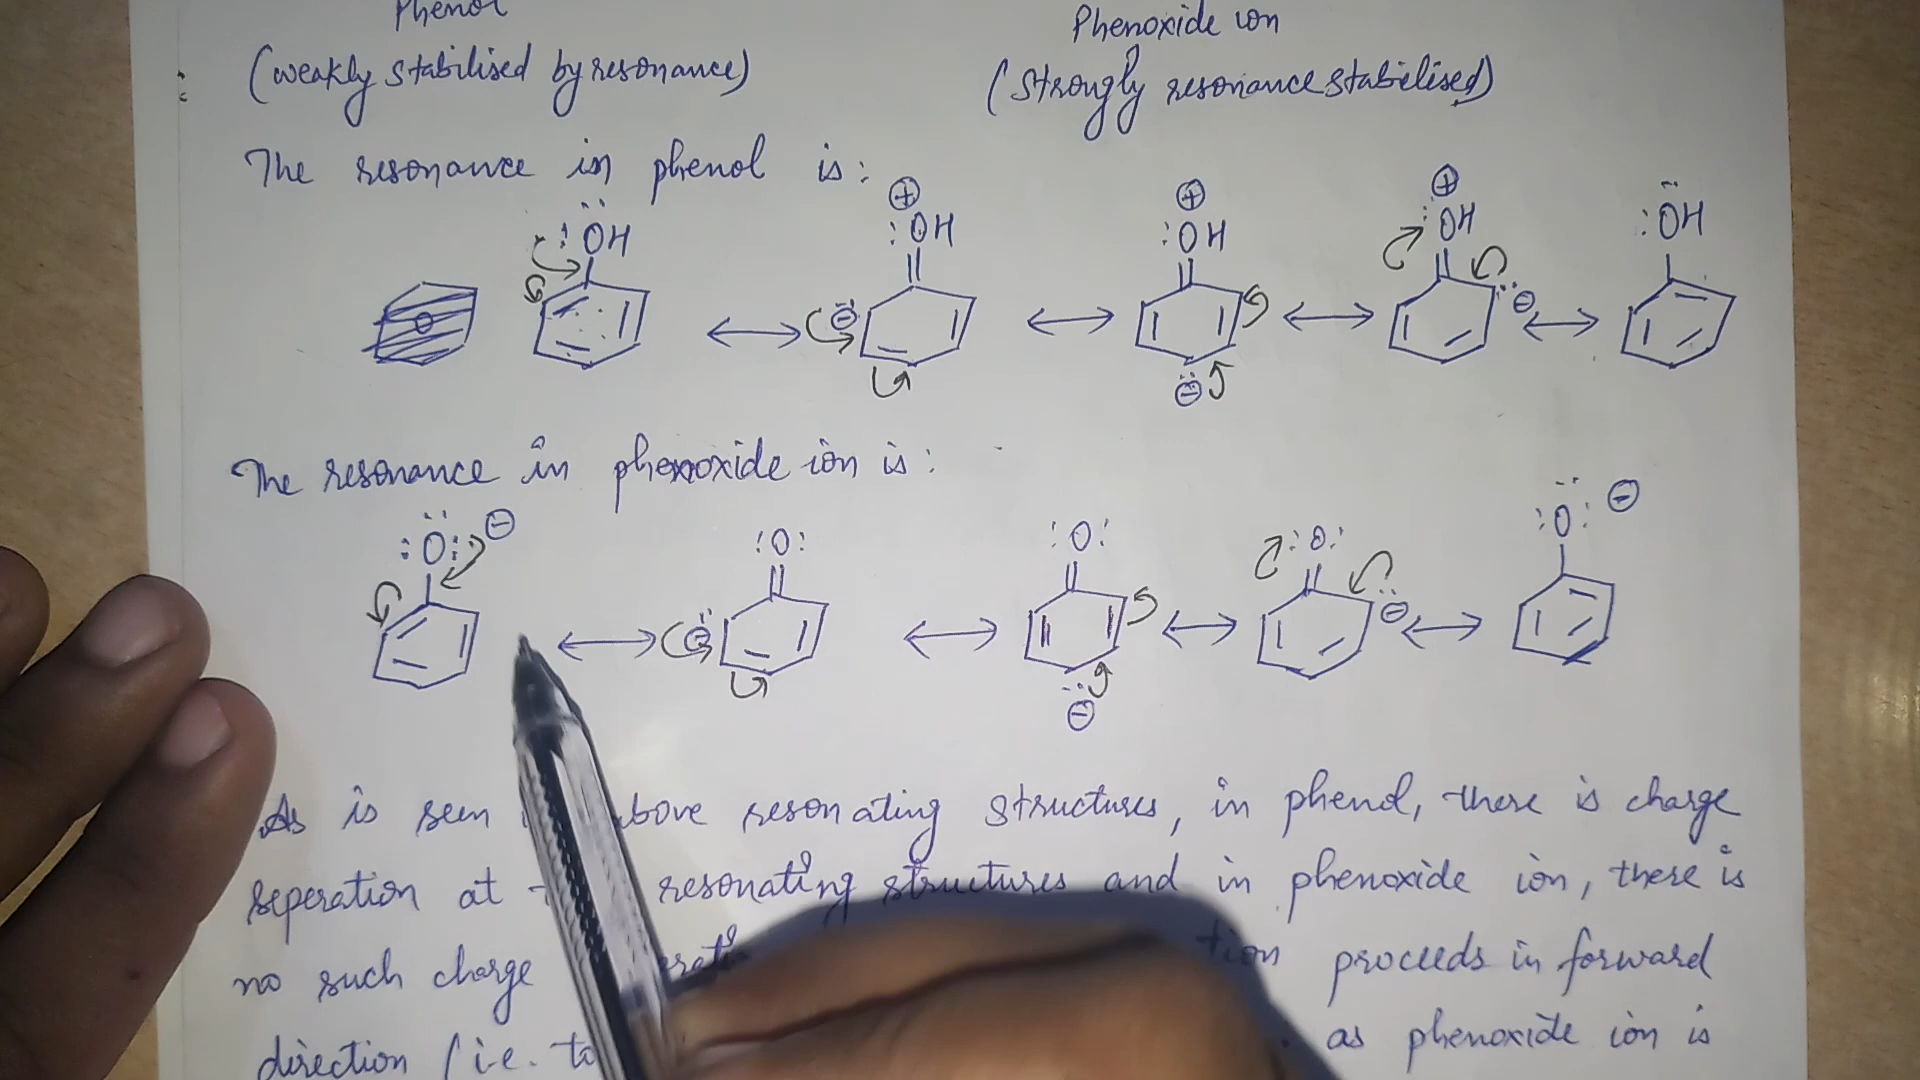 Phenol
Phenoxide ion
(weakly stabilised by resonance)
(strongly resonance stabilised)
The resonance in phenol is:
:OH
:OH
:OH
:OH
:OH
The resonance in phenoxide ion is:
:O:
:O:
:O:
:O:
:O:
As is seen above resonating structures, in phenol, there is charge
seperation at resonating structures and in phenoxide ion, there is
no such charge proceeds in forward
direction (i.e. to as phenoxide ion is